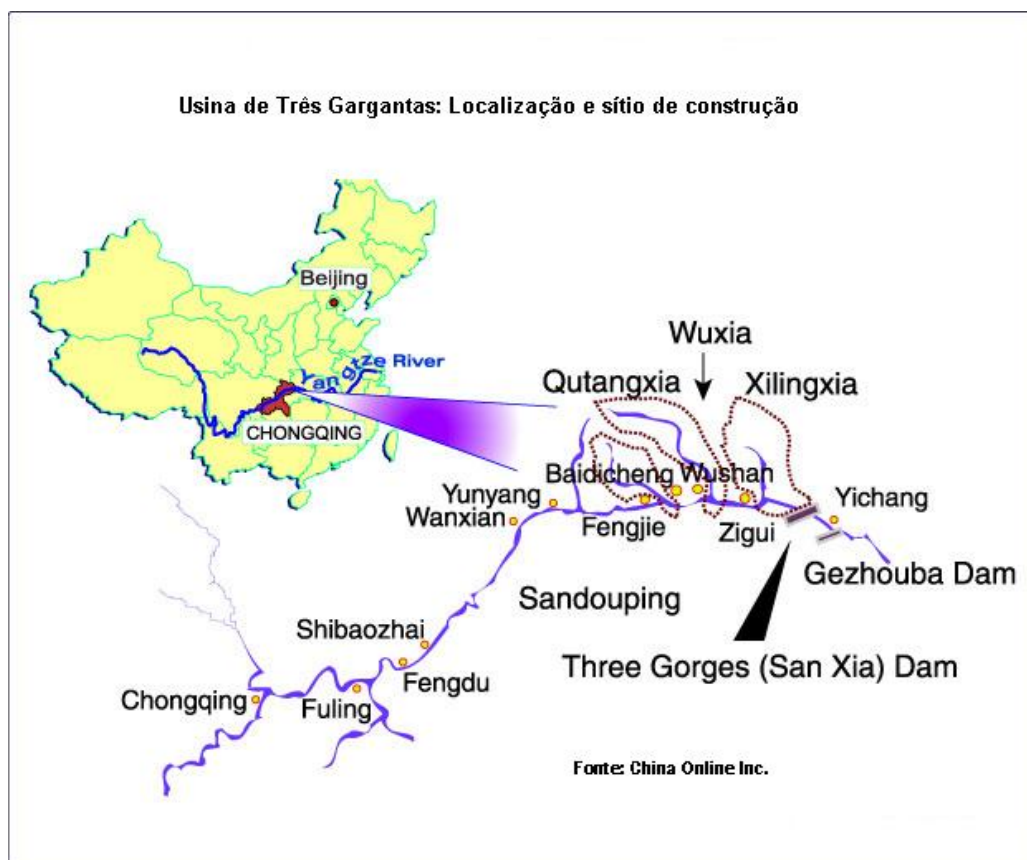 Usina de Três Gargantas: Localização e sítio de construção
Beijing
Yangtze River
CHONGQING
Wuxia
Qutangxia
Xilingxia
Baidicheng
Wushan
Yunyang
Wanxian
Fengjie
Zigui
Yichang
Gezhouba Dam
Sandouping
Three Gorges (San Xia) Dam
Shibaozhai
Fengdu
Chongqing
Fuling
Fonte: China Online Inc.